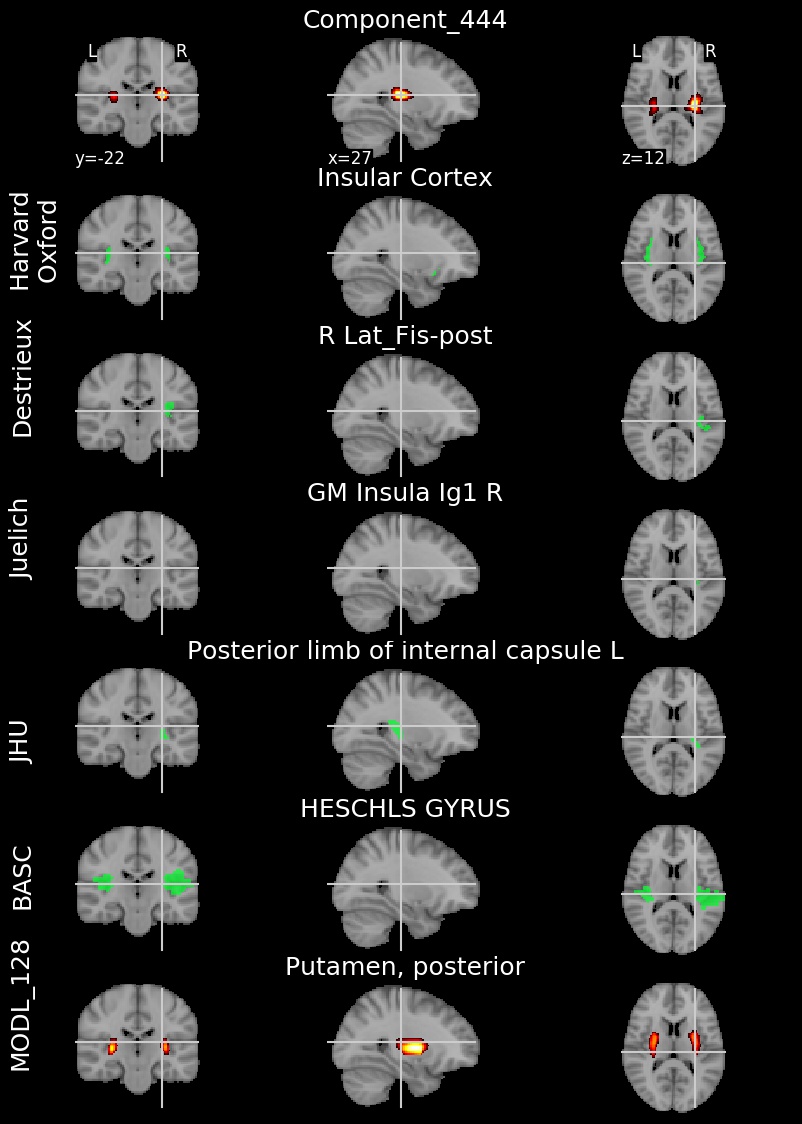 Component_444
L R
L R
y=-22
x=27
z=12
Insular Cortex
Harvard
Oxford
R Lat_Fis-post
Destrieux
GM Insula Ig1 R
Juelich
Posterior limb of internal capsule L
JHU
HESCHLS GYRUS
BASC
Putamen, posterior
MODL_128